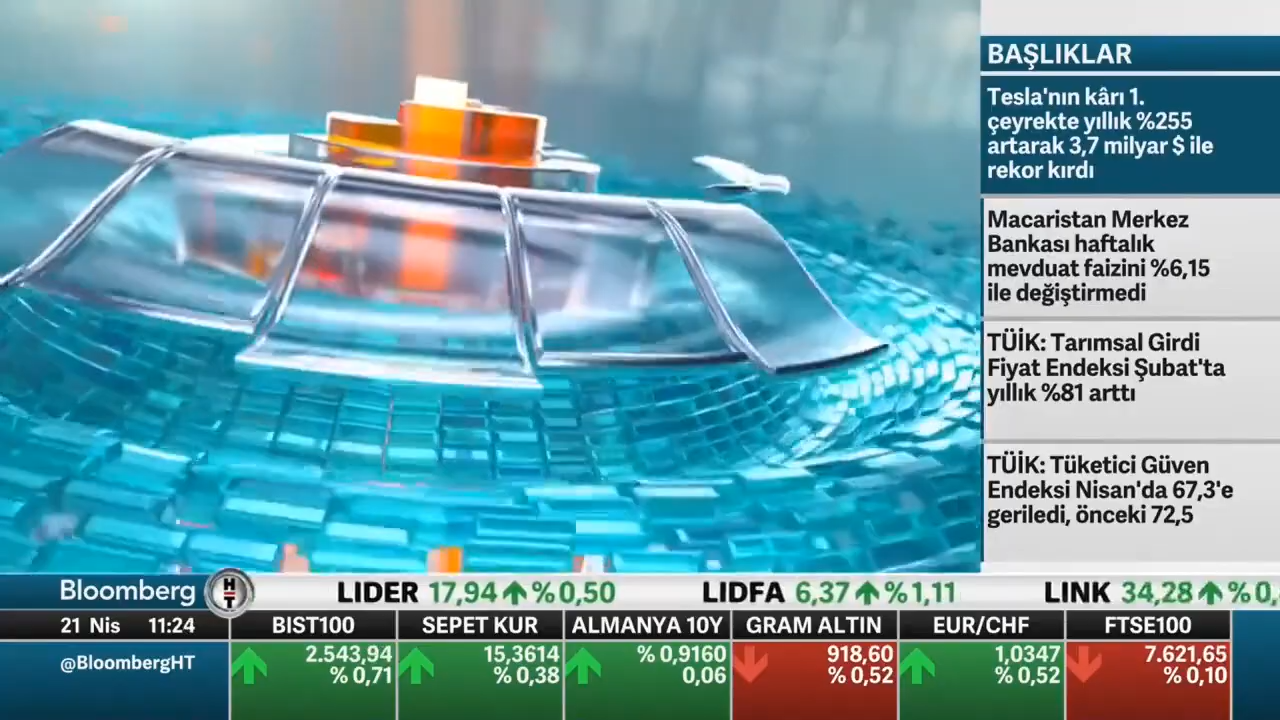 BAŞLIKLAR
Tesla'nın kârı 1.
çeyrekte yıllık %255
artarak 3,7 milyar $ ile
rekor kırdı
Macaristan Merkez
Bankası haftalık
mevduat faizini %6,15
ile değiştirmedi
TÜİK: Tarımsal Girdi
Fiyat Endeksi Şubat'ta
yıllık %81 arttı
TÜİK: Tüketici Güven
Endeksi Nisan'da 67,3'e
geriledi, önceki 72,5
Bloomberg HT LIDER 17,94 %0,50 LIDFA 6,37 %1,11 LINK 34,28 %0,
21 Nis 11:24 BIST100 SEPET KUR ALMANYA 10Y GRAM ALTIN EUR/CHF FTSE100
@BloombergHT 2.543,94 15,3614 %0,9160 918,60 1,0347 7.621,65
%0,71 %0,38 0,06 %0,52 %0,52 %0,10